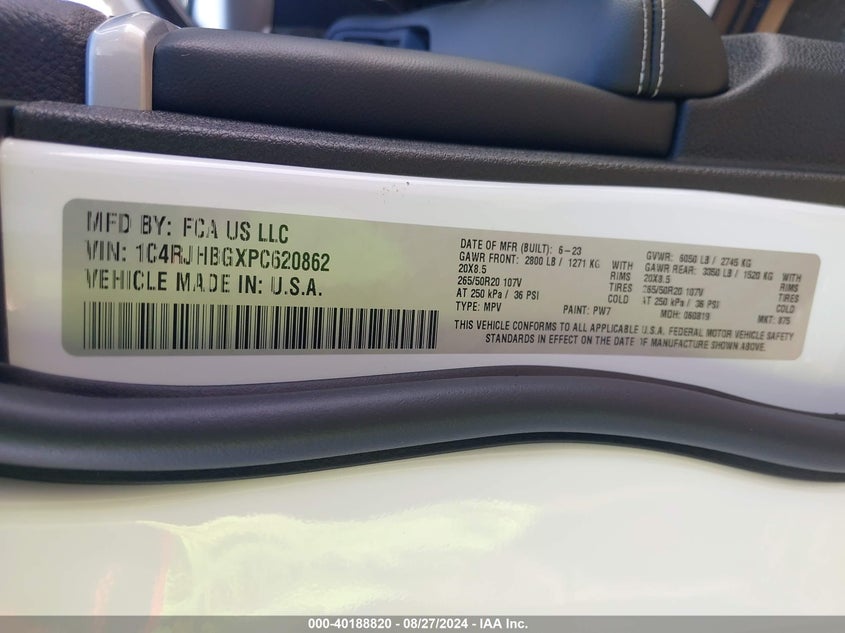 MFD BY: FCA US LLC
VIN: 1C4RJHBGXPC620862
VEHICLE MADE IN: U.S.A.
DATE OF MFR (BUILT): 6-23
GAWR FRONT: 2800 LB / 1271 KG WITH
20X8.5 RIMS
265/50R20 107V TIRES
AT 250 kPa / 36 PSI COLD
TYPE: MPV PAINT: PW7
GVWR: 6050 LB / 2745 KG
GAWR REAR: 3350 LB / 1520 KG WITH
20X8.5 RIMS
265/50R20 107V TIRES
AT 250 kPa / 36 PSI COLD
MDH: 060819 MKT: 875
THIS VEHICLE CONFORMS TO ALL APPLICABLE U.S.A. FEDERAL MOTOR VEHICLE SAFETY
STANDARDS IN EFFECT ON THE DATE OF MANUFACTURE SHOWN ABOVE.
000-40188820 - 08/27/2024 - IAA Inc.